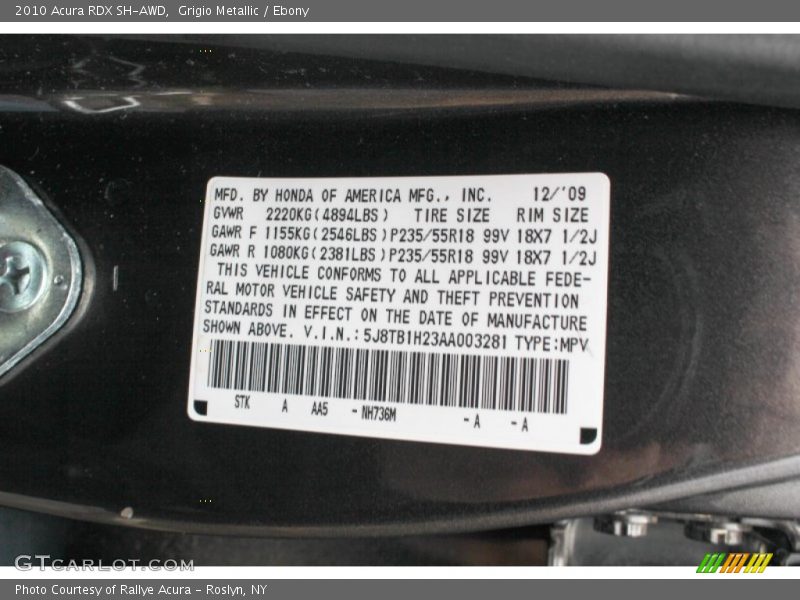 2010 Acura RDX SH-AWD,  Grigio Metallic / Ebony
MFD. BY HONDA OF AMERICA MFG., INC. 12/'09
GVWR 2220KG(4894LBS) TIRE SIZE RIM SIZE
GAWR F 1155KG(2546LBS)P235/55R18 99V 18X7 1/2J
GAWR R 1080KG(2381LBS)P235/55R18 99V 18X7 1/2J
THIS VEHICLE CONFORMS TO ALL APPLICABLE FEDE-
RAL MOTOR VEHICLE SAFETY AND THEFT PREVENTION
STANDARDS IN EFFECT ON THE DATE OF MANUFACTURE
SHOWN ABOVE. V.I.N.:5J8TB1H23AA003281 TYPE:MPV
STK A AA5 -NH736M -A -A
GTCARLOT.COM
Photo Courtesy of Rallye Acura - Roslyn, NY